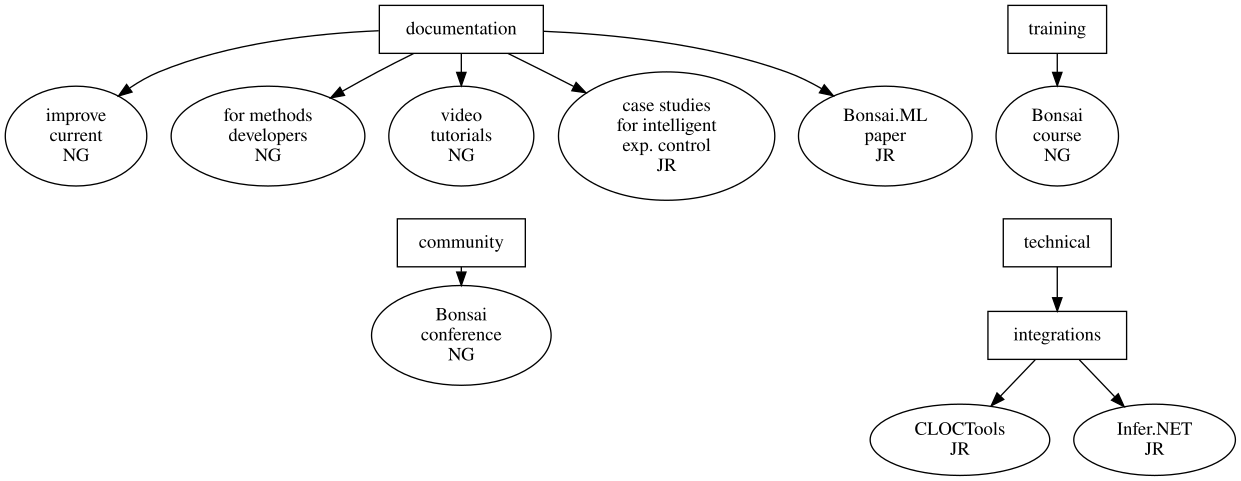 documentation
training
improve
current
NG
for methods
developers
NG
video
tutorials
NG
case studies
for intelligent
exp. control
JR
Bonsai.ML
paper
JR
Bonsai
course
NG
community
technical
Bonsai
conference
NG
integrations
CLOCTools
JR
Infer.NET
JR